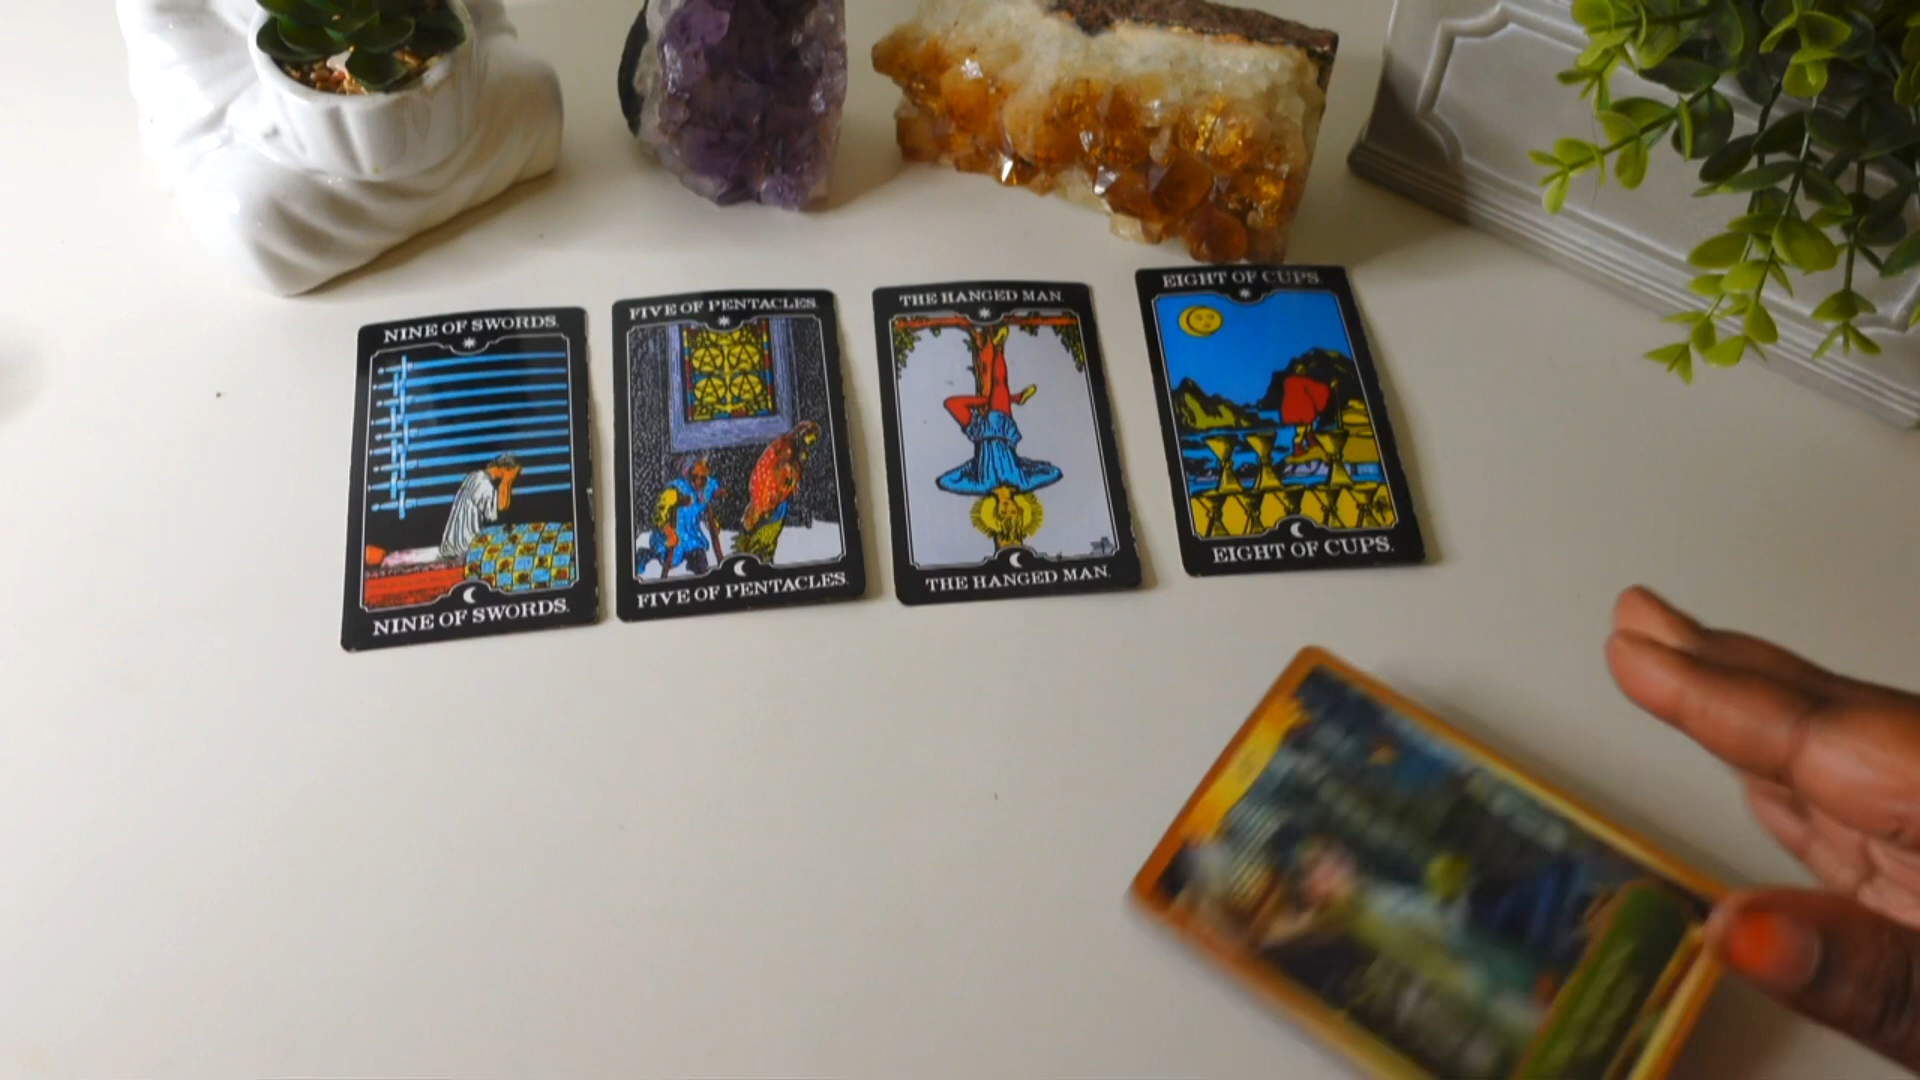 NINE OF SWORDS.
NINE OF SWORDS.
FIVE OF PENTACLES.
FIVE OF PENTACLES.
THE HANGED MAN.
THE HANGED MAN.
EIGHT OF CUPS.
EIGHT OF CUPS.